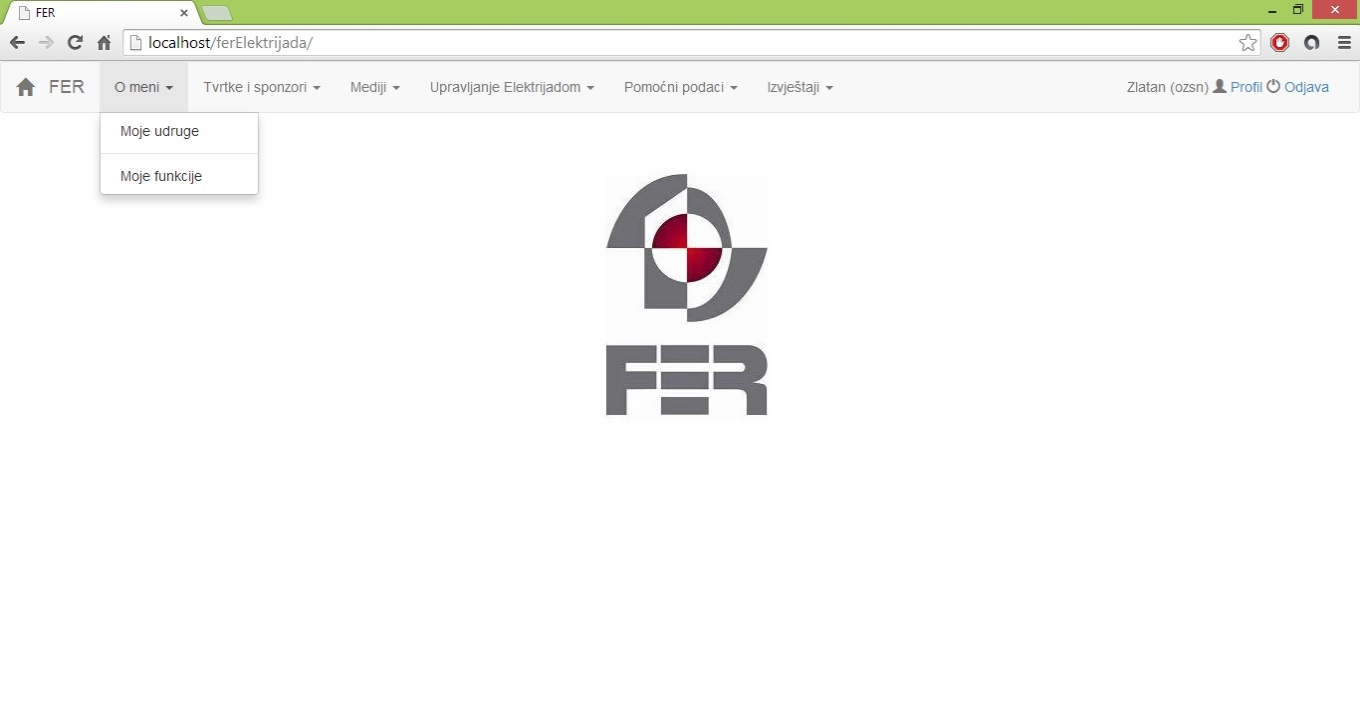 FER
localhost/ferElektrijada/
FER
O meni
Tvrtke i sponzori
Mediji
Upravljanje Elektrijadom
Pomoćni podaci
Izvještaji
Zlatan (ozsn) Profil Odjava
Moje udruge
Moje funkcije
FER